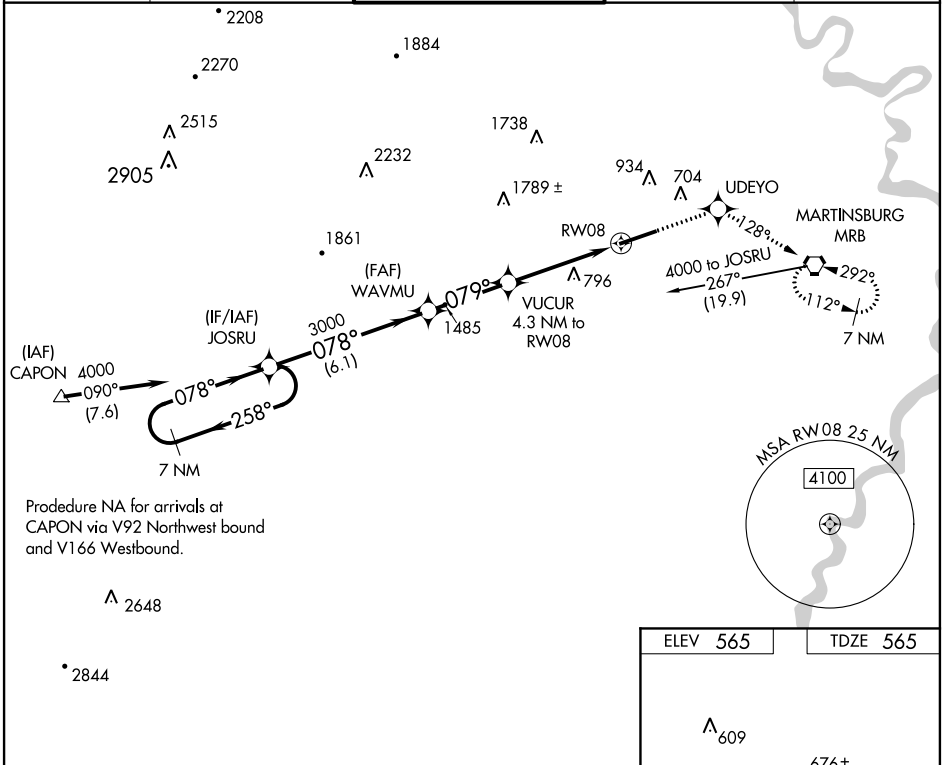 2208
1884
2270
2515
2905
2232
1738
1789 ±
934
704
UDEYO
MARTINSBURG
MRB
RW08
128°
4000 to JOSRU
267°
(19.9)
292°
112°
7 NM
1861
(FAF)
WAVMU
079°
796
VUCUR
4.3 NM to
RW08
1485
(IF/IAF)
JOSRU
3000
078°
(6.1)
(IAF)
CAPON
4000
090°
(7.6)
078°
258°
7 NM
MSA RW08 25 NM
4100
Prodedure NA for arrivals at
CAPON via V92 Northwest bound
and V166 Westbound.
2648
2844
ELEV 565
TDZE 565
609
676±